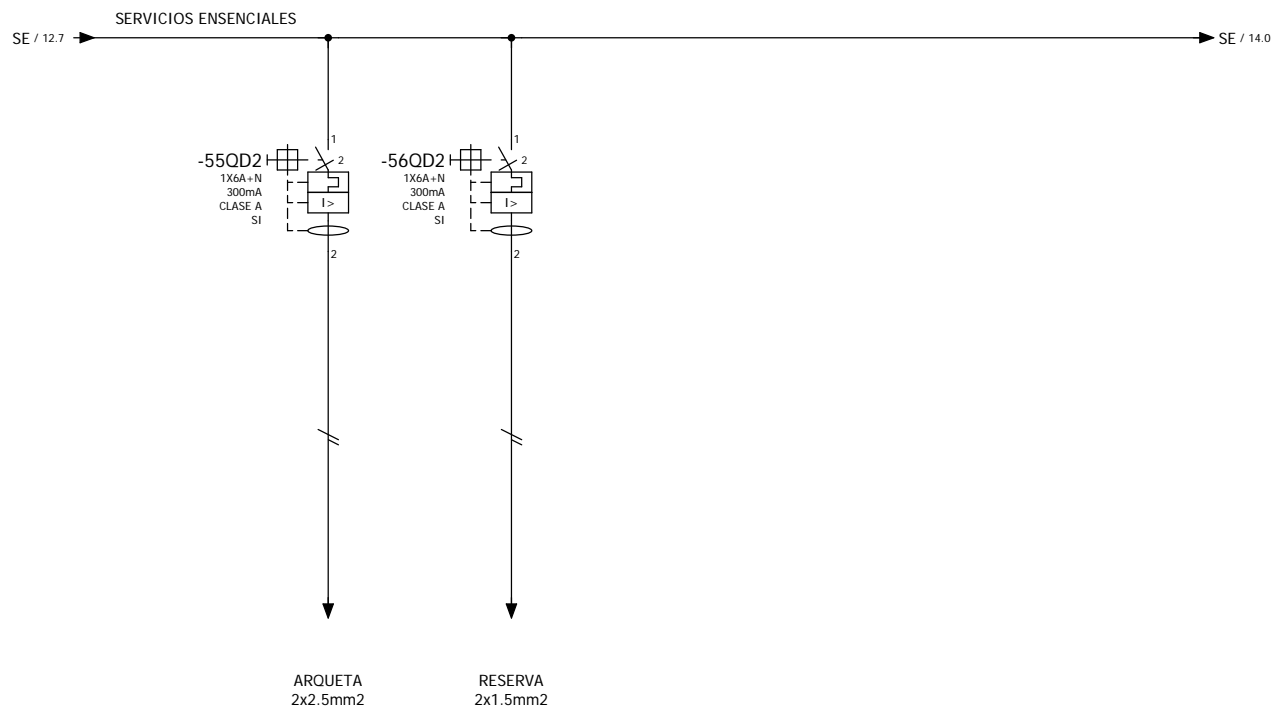 SERVICIOS ENSENCIALES
SE / 12.7
SE / 14.0
1
1
-55QD2
2
-56QD2
2
1X6A+N
1X6A+N
300mA
300mA
CLASE A
I>
CLASE A
I>
SI
SI
2
2
ARQUETA
RESERVA
2x2.5mm2
2x1.5mm2